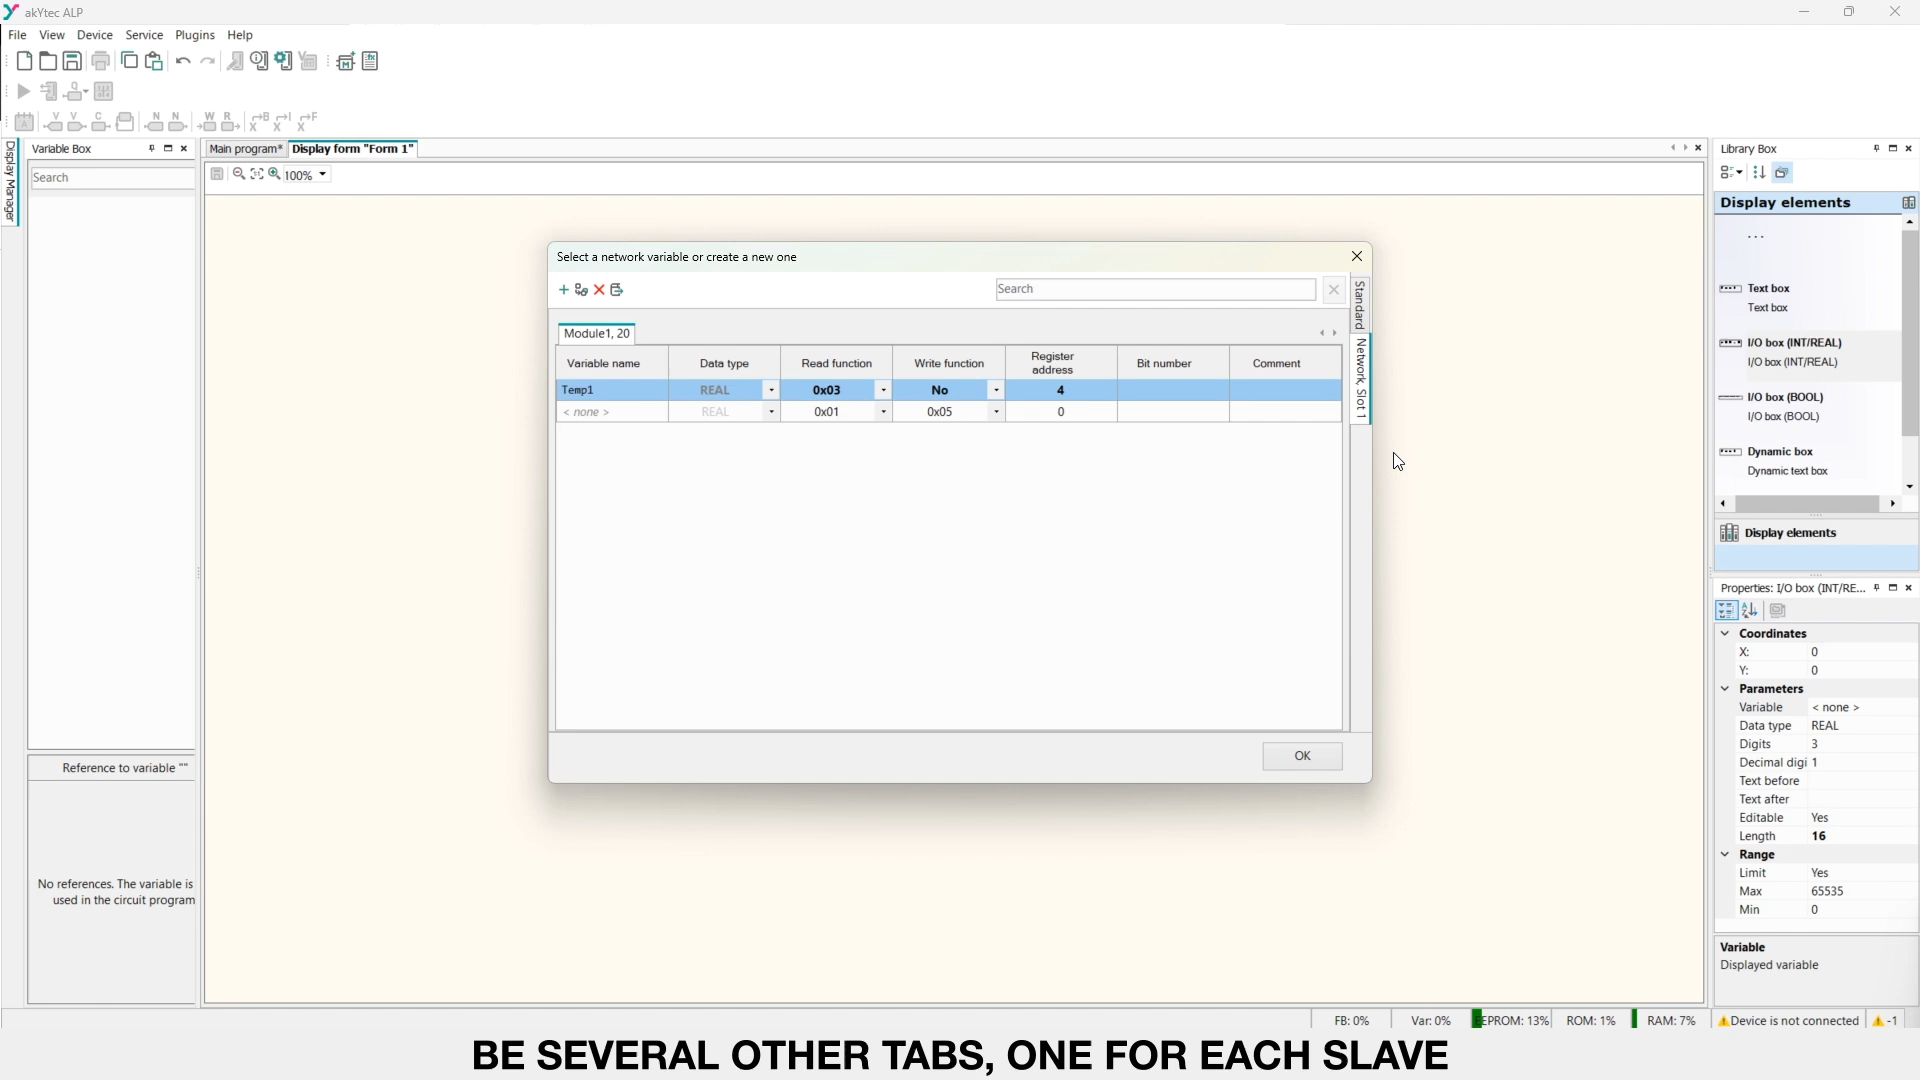 akYtec ALP
File View Device Service Plugins Help
Display Manager
Variable Box
Search
Reference to variable ""
No references. The variable is
used in the circuit program
Main program* Display form "Form 1"
100%
Select a network variable or create a new one
Search
Standard
Network, Slot 1
Module1, 20
Variable name Data type Read function Write function Register address Bit number Comment
Temp1 REAL 0x03 No 4
< none > REAL 0x01 0x05 0
OK
Library Box
Display elements
...
Text box
Text box
I/O box (INT/REAL)
I/O box (INT/REAL)
I/O box (BOOL)
I/O box (BOOL)
Dynamic box
Dynamic text box
Display elements
Properties: I/O box (INT/RE...
Coordinates
X: 0
Y: 0
Parameters
Variable < none >
Data type REAL
Digits 3
Decimal digi 1
Text before
Text after
Editable Yes
Length 16
Range
Limit Yes
Max 65535
Min 0
Variable
Displayed variable
FB: 0% Var: 0% EEPROM: 13% ROM: 1% RAM: 7% Device is not connected -1
BE SEVERAL OTHER TABS, ONE FOR EACH SLAVE